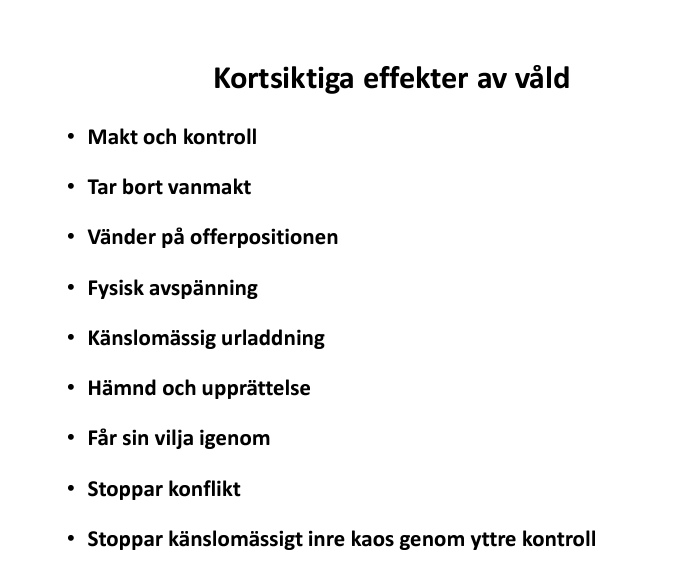 Kortsiktiga effekter av våld
• Makt och kontroll
• Tar bort vanmakt
• Vänder på offerpositionen
• Fysisk avspänning
• Känslomässig urladdning
• Hämnd och upprättelse
• Får sin vilja igenom
• Stoppar konflikt
• Stoppar känslomässigt inre kaos genom yttre kontroll